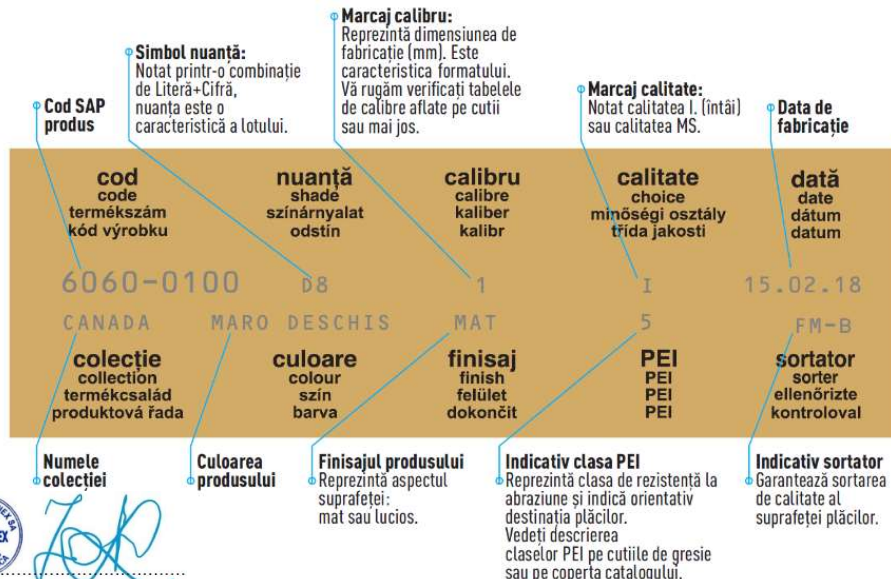 Marcaj calibru:
Reprezintă dimensiunea de
fabricație (mm). Este
caracteristica formatului.
Vă rugăm verificați tabelele
de calibre aflate pe cutii
sau mai jos.
Simbol nuanță:
Notat printr-o combinație
de Literă+Cifră,
nuanța este o
caracteristică a lotului.
Marcaj calitate:
Notat calitatea I. (întâi)
sau calitatea MS.
Cod SAP
produs
Data de
fabricație
cod
code
termékszám
kód výrobku
nuanță
shade
színárnyalat
odstín
calibru
calibre
kaliber
kalibr
calitate
choice
minőségi osztály
třída jakosti
dată
date
dátum
datum
6060-0100 D8 1 I 15.02.18
CANADA MARO DESCHIS MAT 5 FM-B
colecție
collection
termékcsalád
produktová řada
culoare
colour
szín
barva
finisaj
finish
felület
dokončit
PEI
PEI
PEI
PEI
sortator
sorter
ellenőrizte
kontroloval
Numele
colecției
Culoarea
produsului
Finisajul produsului
Reprezintă aspectul
suprafeței:
mat sau lucios.
Indicativ clasa PEI
Reprezintă clasa de rezistență la
abraziune și indică orientativ
destinația plăcilor.
Vedeți descrierea
claselor PEI pe cutiile de gresie
sau pe coperta catalogului.
Indicativ sortator
Garantează sortarea
de calitate al
suprafeței plăcilor.